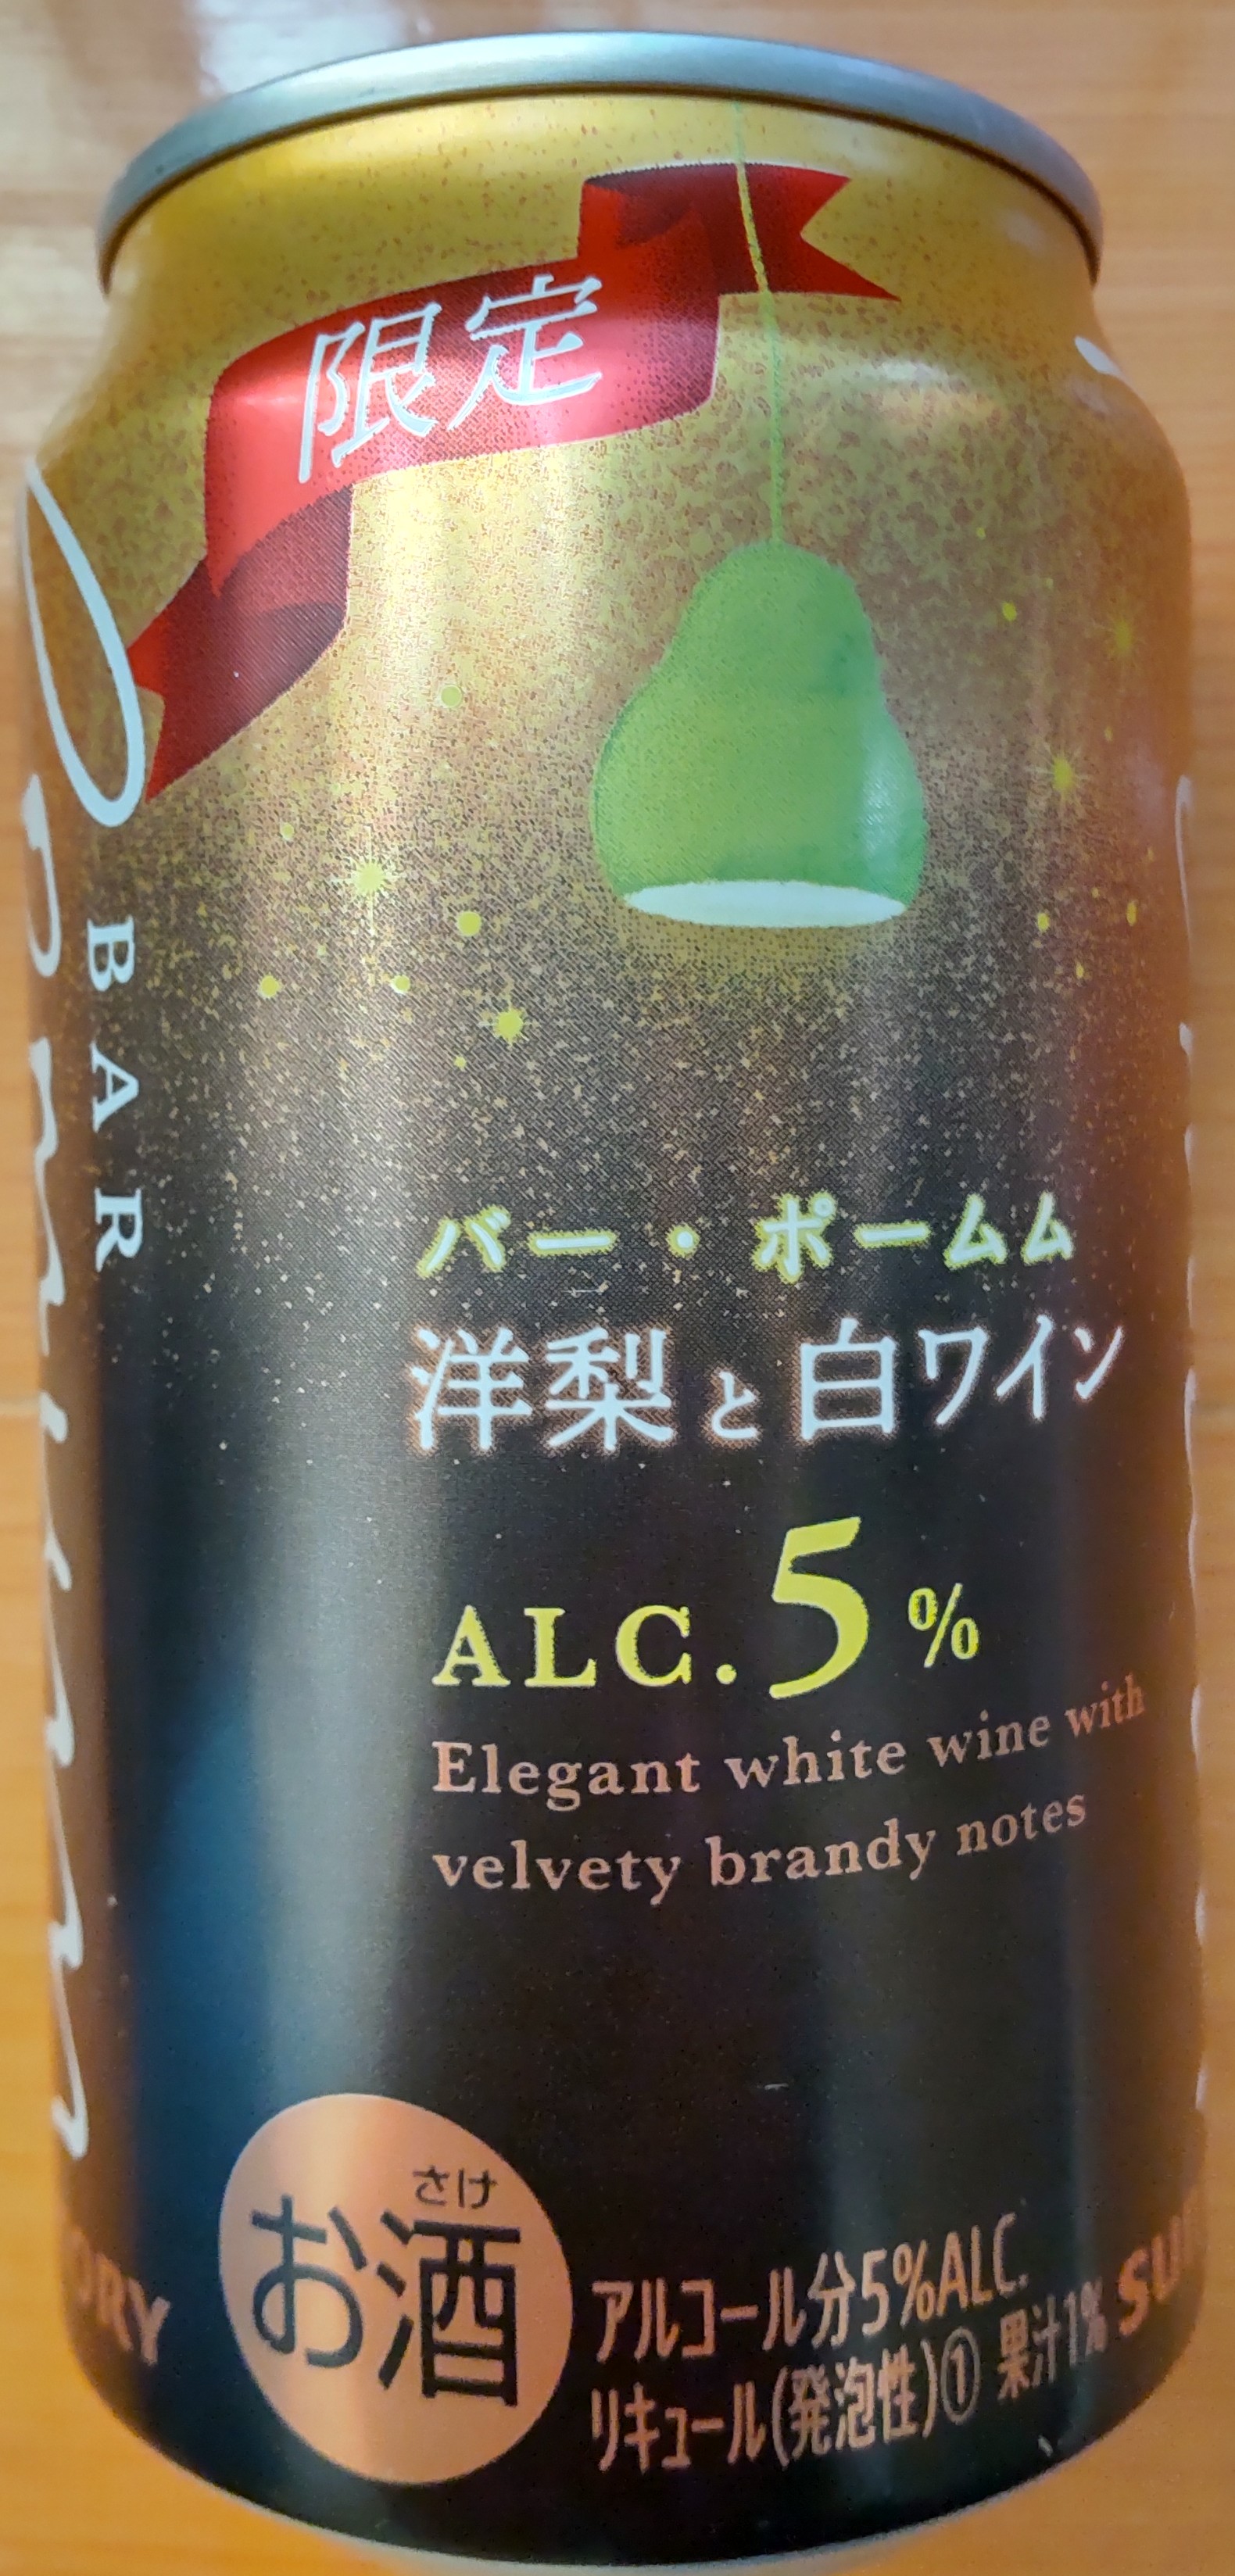 限定
BAR Pomum
バー・ポームム
洋梨と白ワイン
ALC.5%
Elegant white wine with
velvety brandy notes
さけ
お酒
アルコール分5%ALC.
リキュール(発泡性)① 果汁1%